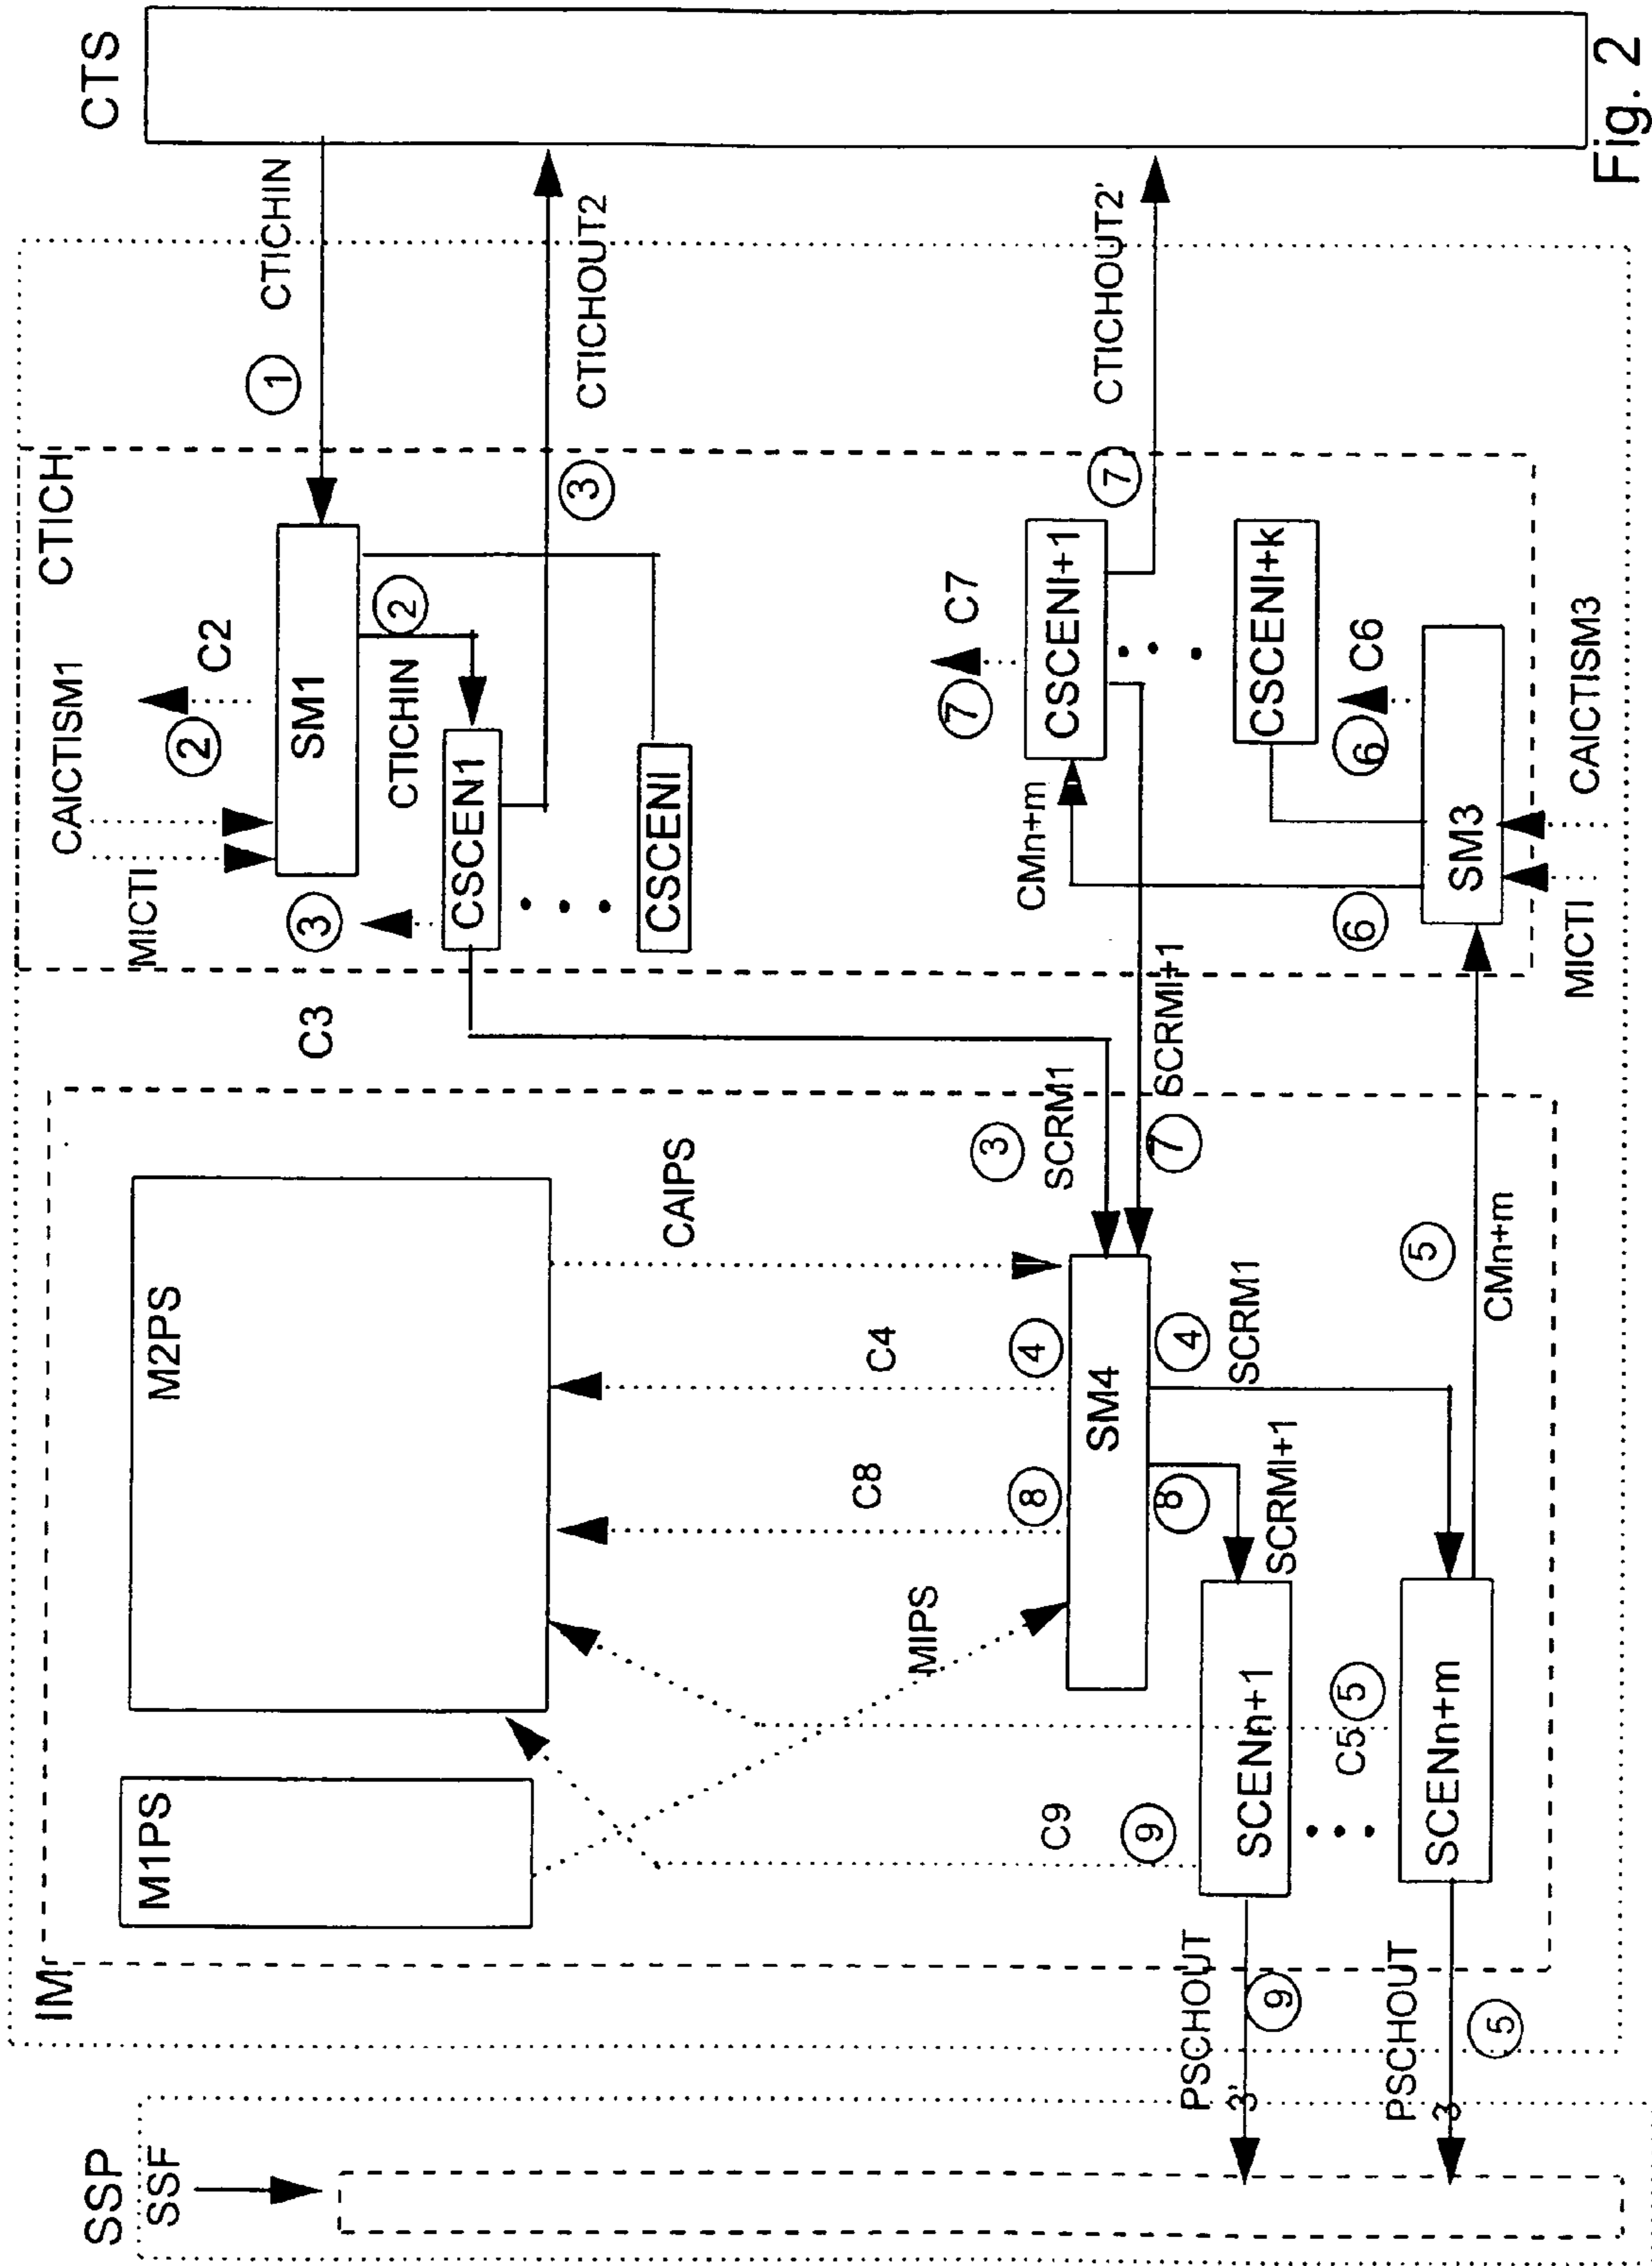 SSP
SSF
IM
M1PS
M2PS
CAIPS
C8
C4
MIPS
8
4
3
SCRM1
SM4
7
SCRMI+1
8
4
SCRM1
SCRMI+1
C9
9
SCENn+1
C5
5
SCENn+m
5
CMn+m
PSCHOUT
3'
9
PSCHOUT
3
5
CTICH
CAICTISM1
MICTI
2
C2
SM1
1
CTICHIN
CTS
C3
3
CTICHIN
2
CSCEN1
3
CTICHOUT2
CSCENI
7
C7
CMn+m
CSCENI+1
7
CTICHOUT2'
CSCENI+k
6
6
C6
SM3
MICTI
CAICTISM3
Fig. 2